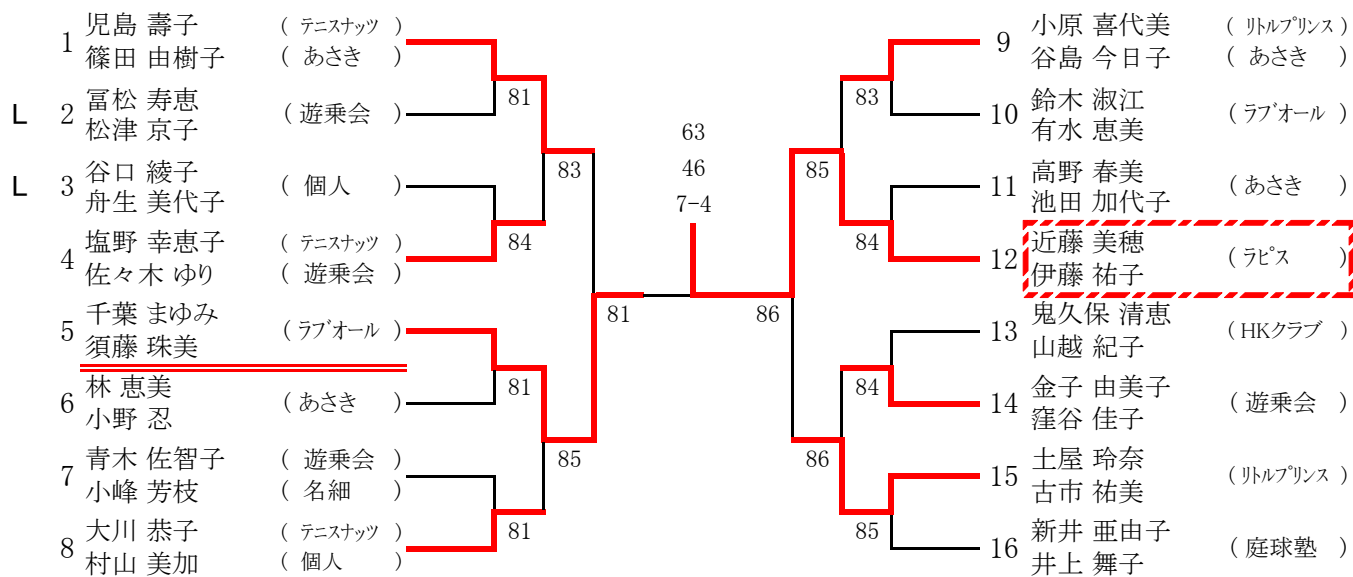 1 児島 壽子 ( テニスナッツ )
篠田 由樹子 ( あさき )
L 2 冨松 寿恵 ( 遊乗会 )
松津 京子
L 3 谷口 綾子 ( 個人 )
舟生 美代子
4 塩野 幸恵子 ( テニスナッツ )
佐々木 ゆり ( 遊乗会 )
5 千葉 まゆみ ( ラブオール )
須藤 珠美
6 林 恵美 ( あさき )
小野 忍
7 青木 佐智子 ( 遊乗会 )
小峰 芳枝 ( 名細 )
8 大川 恭子 ( テニスナッツ )
村山 美加 ( 個人 )
81
84
81
81
83
85
81
63
46
7-4
86
85
86
83
84
84
85
9 小原 喜代美 ( リトルプリンス )
谷島 今日子 ( あさき )
10 鈴木 淑江 ( ラブオール )
有水 恵美
11 高野 春美 ( あさき )
池田 加代子
12 近藤 美穂 ( ラピス )
伊藤 祐子
13 鬼久保 清恵 ( HKクラブ )
山越 紀子
14 金子 由美子 ( 遊乗会 )
窪谷 佳子
15 土屋 玲奈 ( リトルプリンス )
古市 祐美
16 新井 亜由子 ( 庭球塾 )
井上 舞子